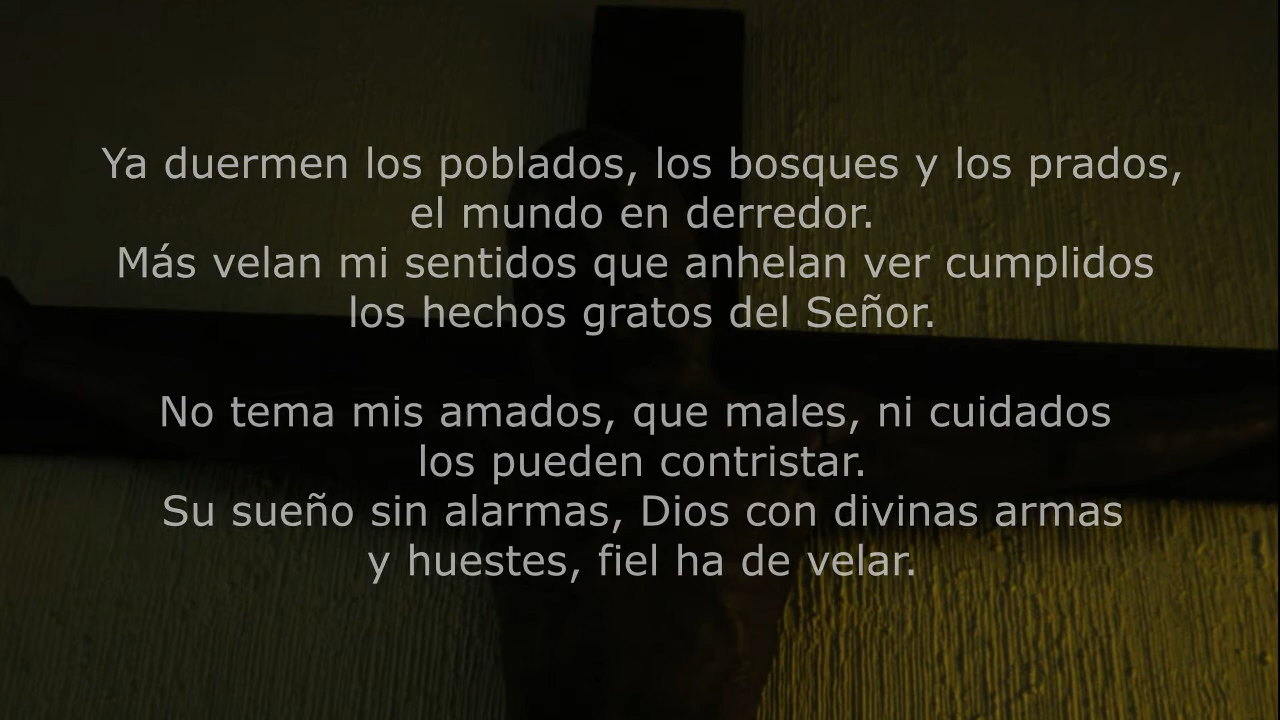 Ya duermen los poblados, los bosques y los prados,
el mundo en derredor.
Más velan mi sentidos que anhelan ver cumplidos
los hechos gratos del Señor.
No tema mis amados, que males, ni cuidados
los pueden contristar.
Su sueño sin alarmas, Dios con divinas armas
y huestes, fiel ha de velar.